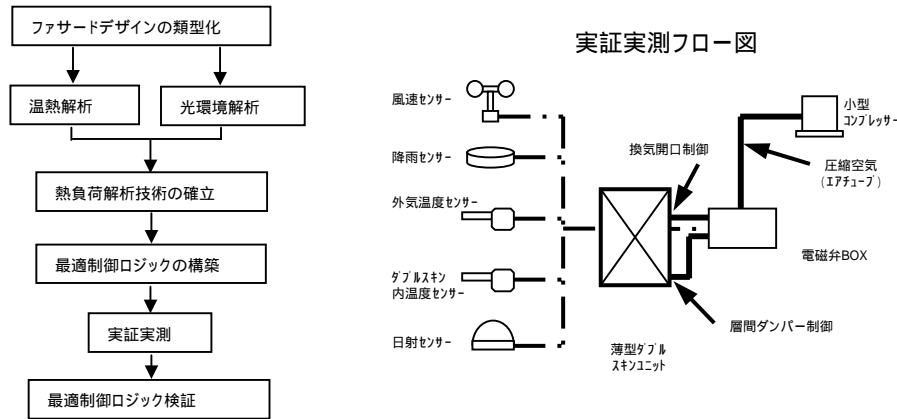 ファサードデザインの類型化
温熱解析
光環境解析
熱負荷解析技術の確立
最適制御ロジックの構築
実証実測
最適制御ロジック検証
実証実測フロー図
風速センサー
降雨センサー
外気温度センサー
ダブルスキン
内温度センサー
日射センサー
換気開口制御
小型
コンプレッサー
圧縮空気
(エアチューブ)
電磁弁BOX
層間ダンパー制御
薄型ダブル
スキンユニット